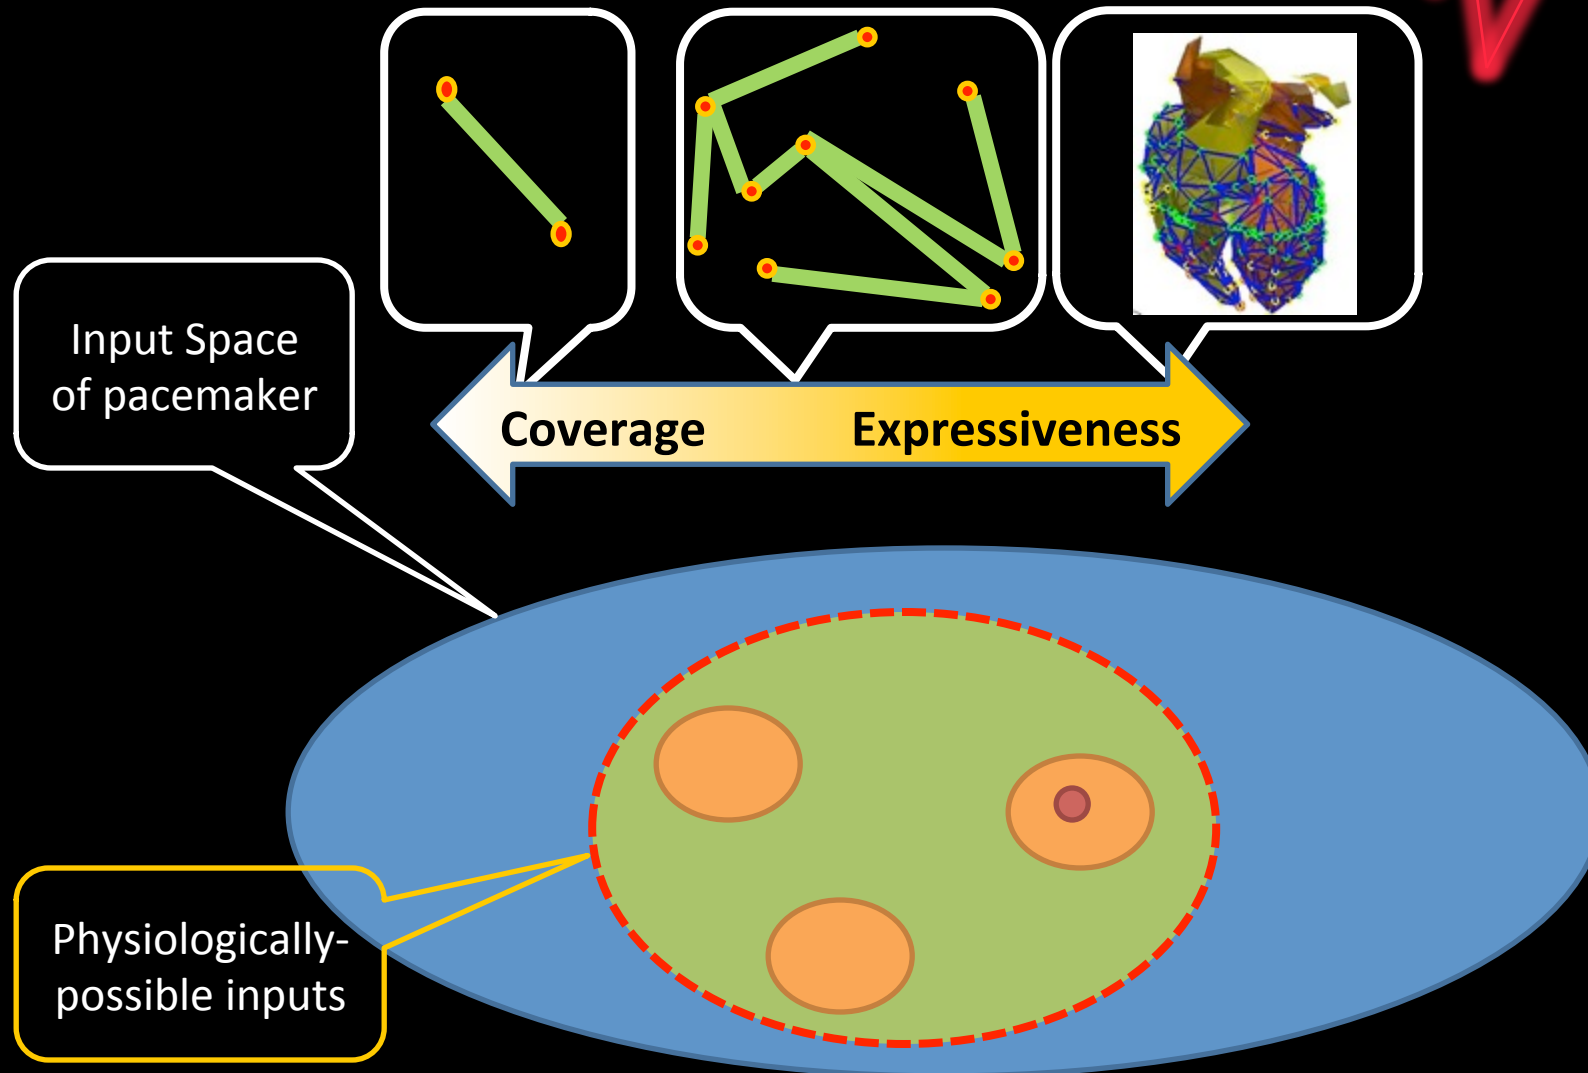 Input Space
of pacemaker
Coverage Expressiveness
Physiologically-
possible inputs